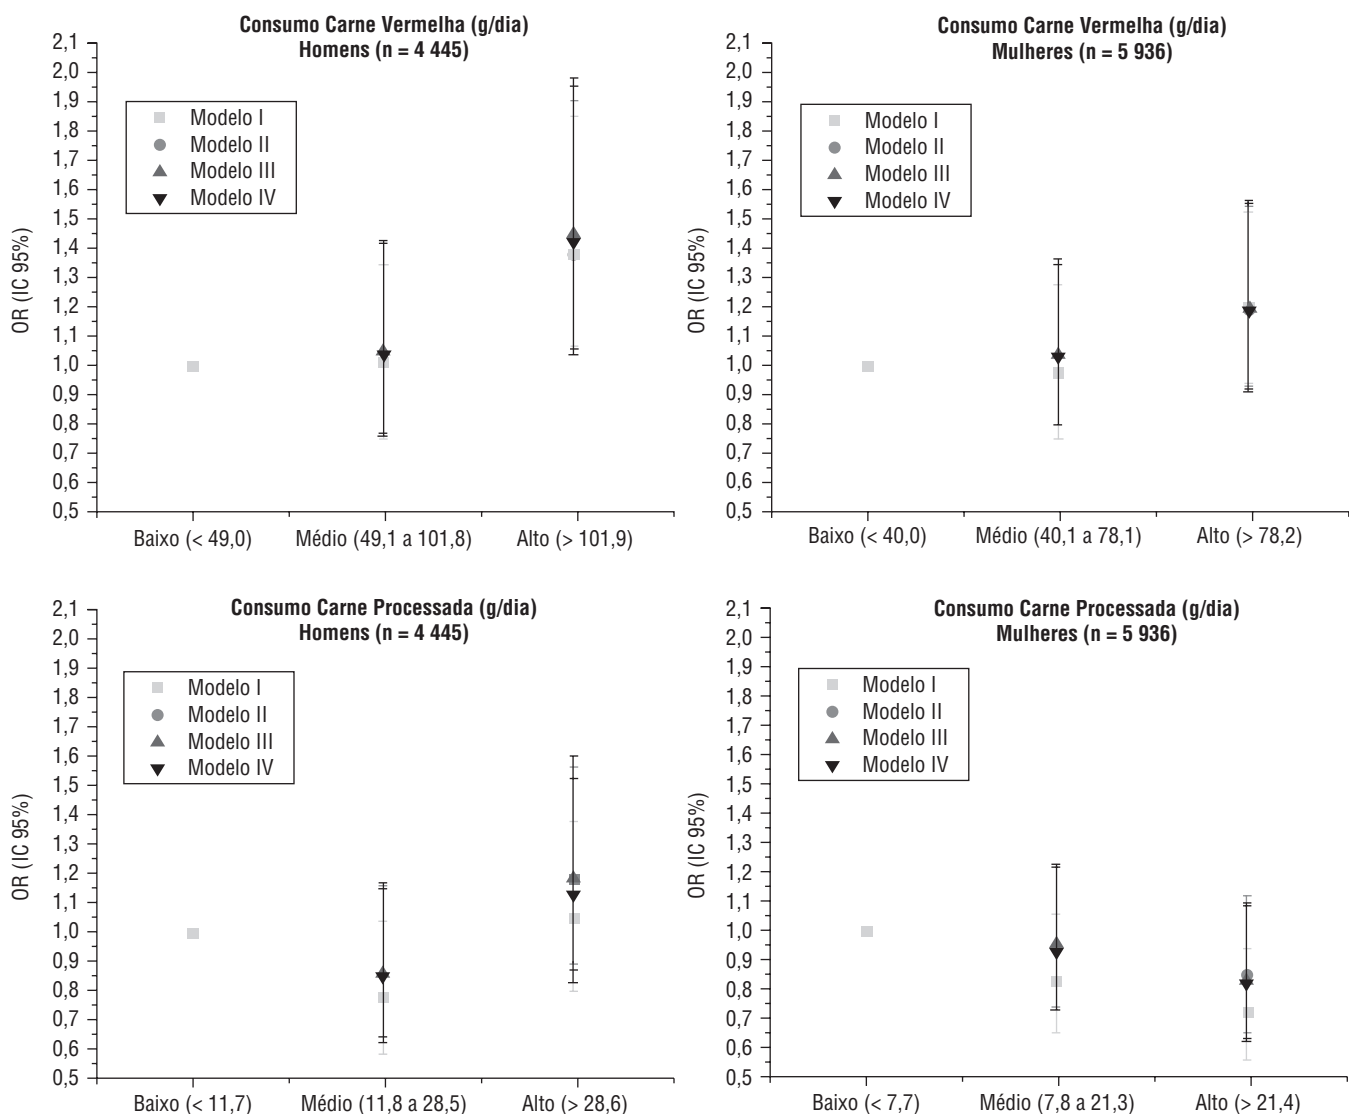 Consumo Carne Vermelha (g/dia)
Homens (n = 4 445)
2,1
2,0
1,9
1,8
1,7
1,6
1,5
1,4
1,3
1,2
1,1
1,0
0,9
0,8
0,7
0,6
0,5
OR (IC 95%)
Modelo I
Modelo II
Modelo III
Modelo IV
Baixo (< 49,0)
Médio (49,1 a 101,8)
Alto (> 101,9)
Consumo Carne Vermelha (g/dia)
Mulheres (n = 5 936)
2,1
2,0
1,9
1,8
1,7
1,6
1,5
1,4
1,3
1,2
1,1
1,0
0,9
0,8
0,7
0,6
0,5
OR (IC 95%)
Modelo I
Modelo II
Modelo III
Modelo IV
Baixo (< 40,0)
Médio (40,1 a 78,1)
Alto (> 78,2)
Consumo Carne Processada (g/dia)
Homens (n = 4 445)
2,1
2,0
1,9
1,8
1,7
1,6
1,5
1,4
1,3
1,2
1,1
1,0
0,9
0,8
0,7
0,6
0,5
OR (IC 95%)
Modelo I
Modelo II
Modelo III
Modelo IV
Baixo (< 11,7)
Médio (11,8 a 28,5)
Alto (> 28,6)
Consumo Carne Processada (g/dia)
Mulheres (n = 5 936)
2,1
2,0
1,9
1,8
1,7
1,6
1,5
1,4
1,3
1,2
1,1
1,0
0,9
0,8
0,7
0,6
0,5
OR (IC 95%)
Modelo I
Modelo II
Modelo III
Modelo IV
Baixo (< 7,7)
Médio (7,8 a 21,3)
Alto (> 21,4)